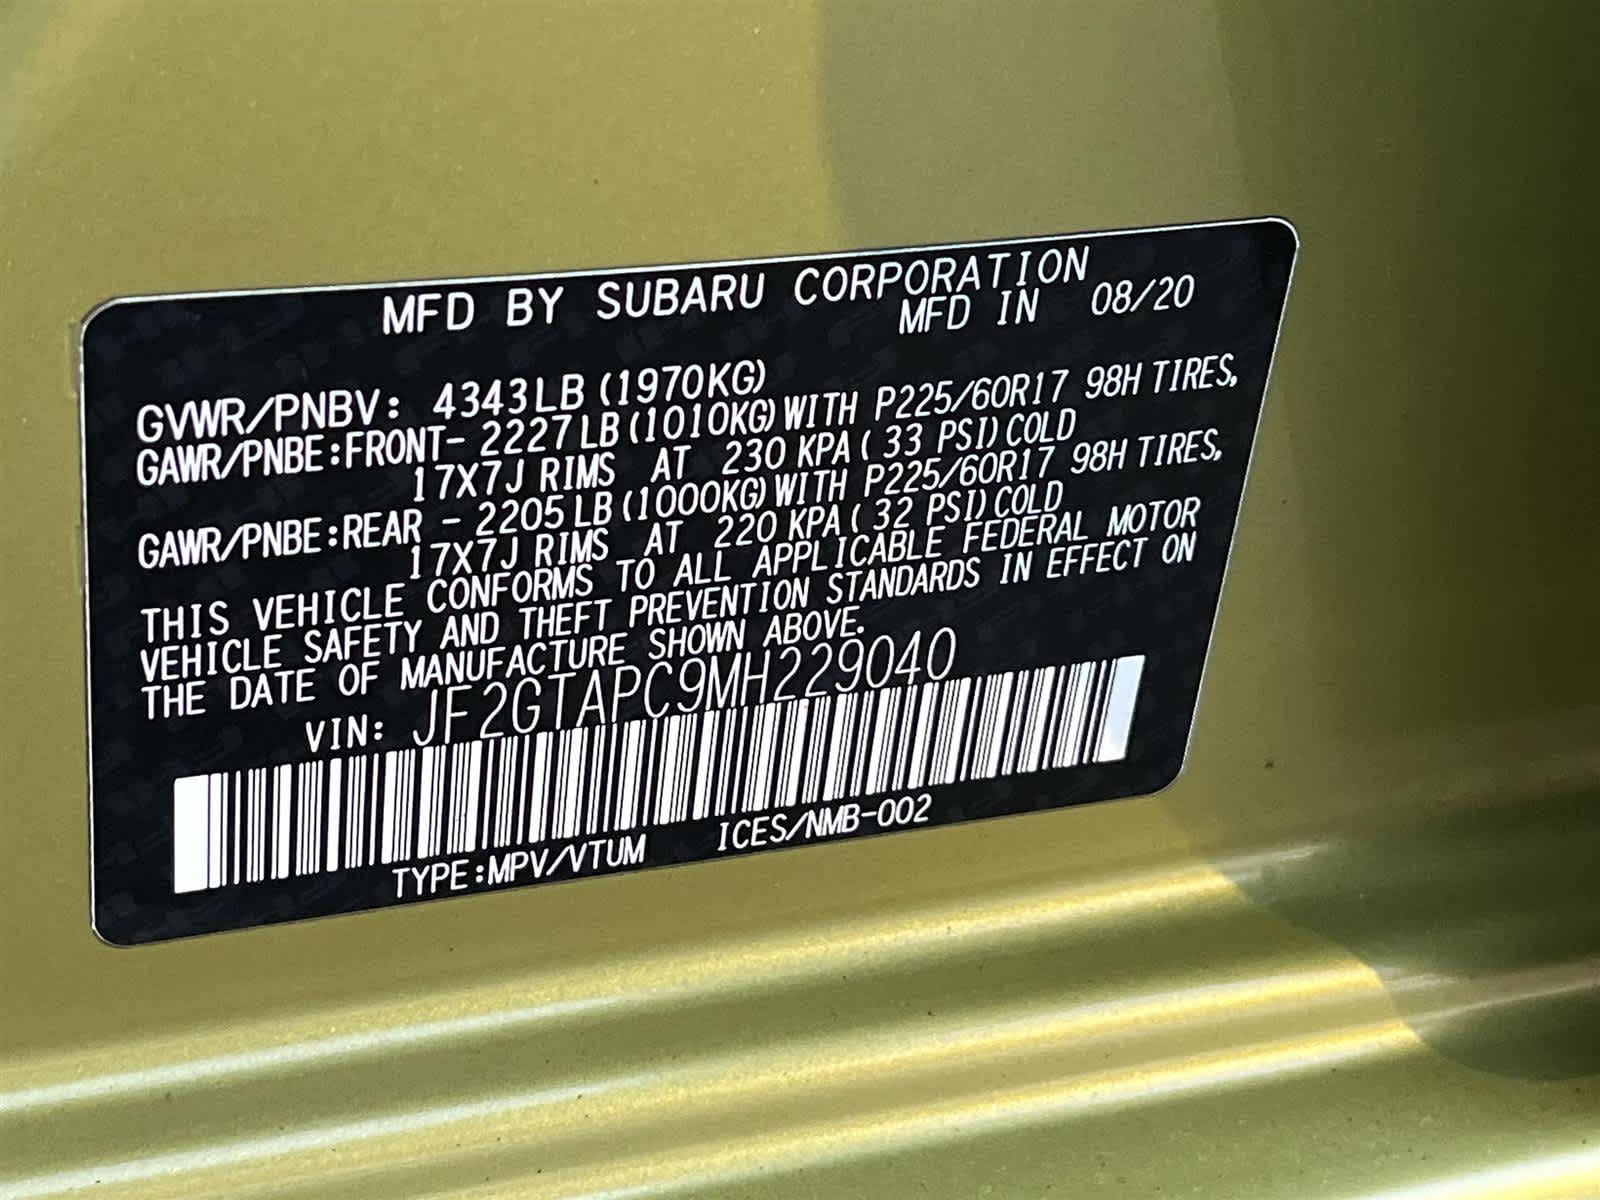 MFD BY SUBARU CORPORATION
MFD IN 08/20
GVWR/PNBV: 4343LB (1970KG)
GAWR/PNBE:FRONT- 2227LB(1010KG)WITH P225/60R17 98H TIRES,
17X7J RIMS AT 230 KPA( 33 PSI)COLD
GAWR/PNBE:REAR - 2205LB(1000KG)WITH P225/60R17 98H TIRES,
17X7J RIMS AT 220 KPA( 32 PSI)COLD
THIS VEHICLE CONFORMS TO ALL APPLICABLE FEDERAL MOTOR
VEHICLE SAFETY AND THEFT PREVENTION STANDARDS IN EFFECT ON
THE DATE OF MANUFACTURE SHOWN ABOVE.
VIN: JF2GTAPC9MH229040
TYPE:MPV/VTUM ICES/NMB-002